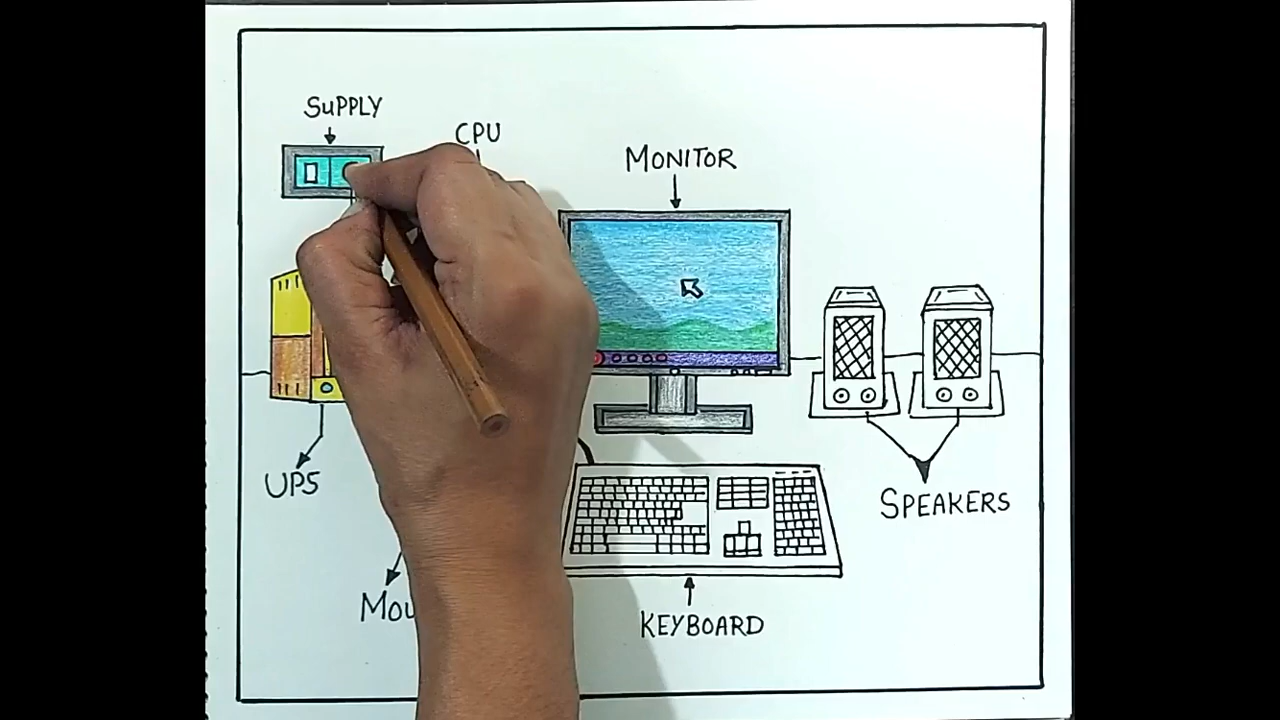 SuPPLY
CPU
MONITOR
UPS
SPEAKERS
KEYBOARD